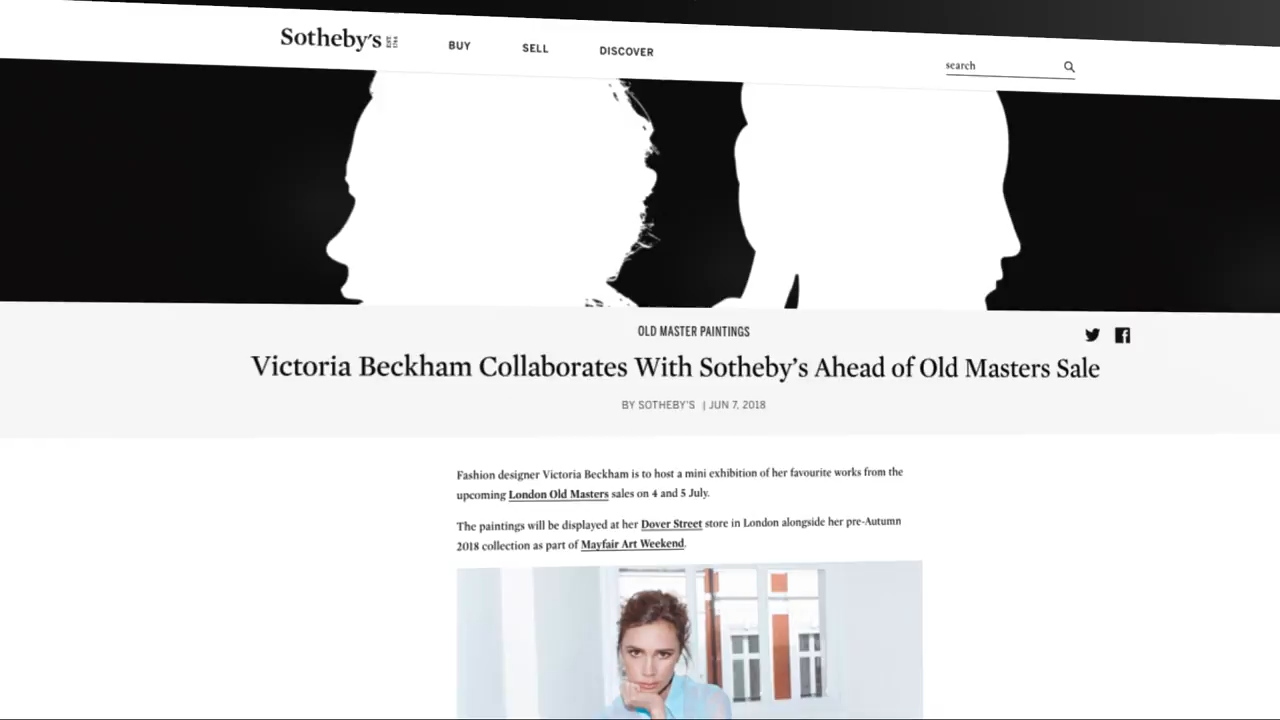 Sotheby's
BUY
SELL
DISCOVER
search
OLD MASTER PAINTINGS
Victoria Beckham Collaborates With Sotheby's Ahead of Old Masters Sale
BY SOTHEBY'S | JUN 7, 2018
Fashion designer Victoria Beckham is to host a mini exhibition of her favourite works from the
upcoming London Old Masters sales on 4 and 5 July.
The paintings will be displayed at her Dover Street store in London alongside her pre-Autumn
2018 collection as part of Mayfair Art Weekend.